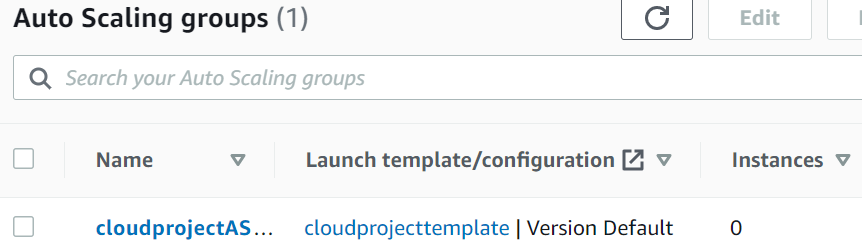 Auto Scaling groups (1)
Edit
Search your Auto Scaling groups
Name Launch template/configuration Instances
cloudprojectAS... cloudprojecttemplate | Version Default 0